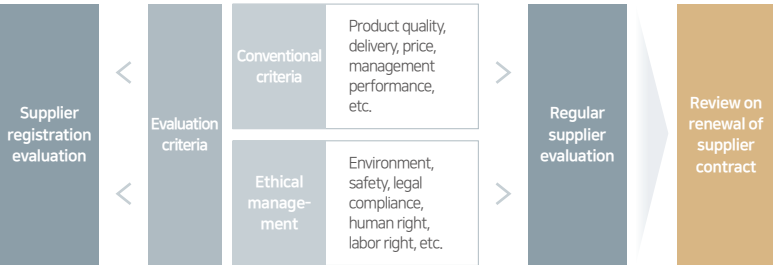 Supplier
registration
evaluation
Evaluation
criteria
Conventional
criteria
Product quality,
delivery, price,
management
performance,
etc.
Ethical
manage-
ment
Environment,
safety, legal
compliance,
human right,
labor right, etc.
Regular
supplier
evaluation
Review on
renewal of
supplier
contract